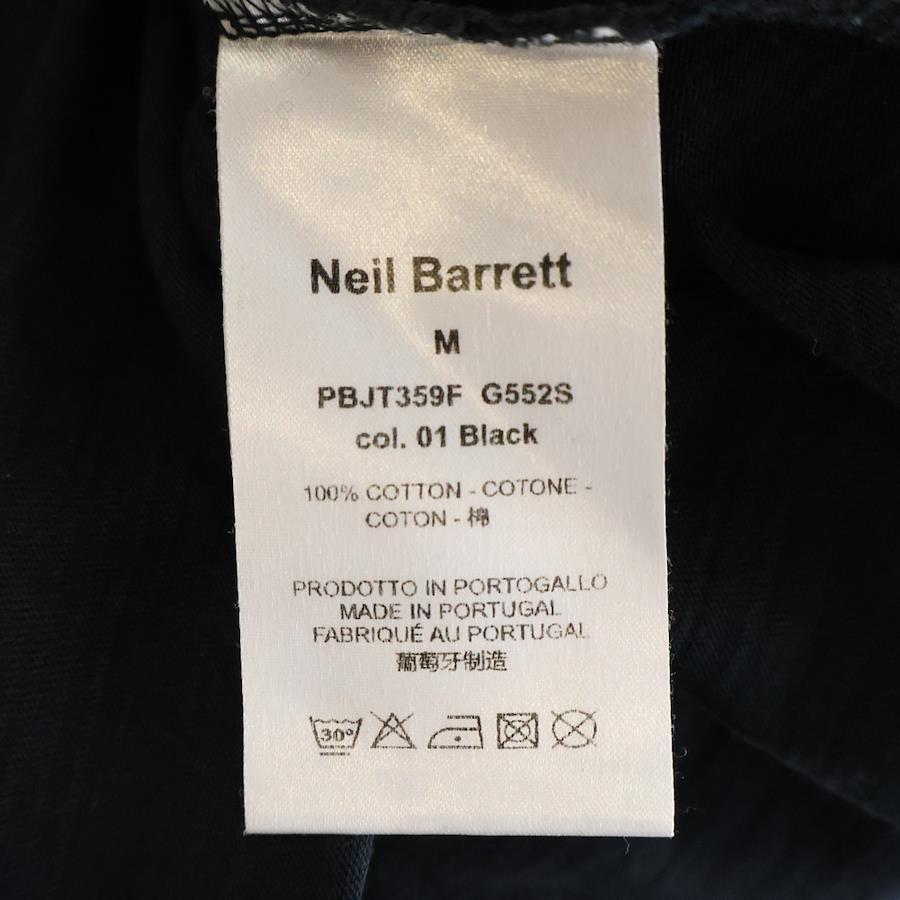 Neil Barrett
M
PBJT359F G552S
col. 01 Black
100% COTTON - COTONE -
COTON - 棉
PRODOTTO IN PORTOGALLO
MADE IN PORTUGAL
FABRIQUÉ AU PORTUGAL
葡萄牙制造
30°